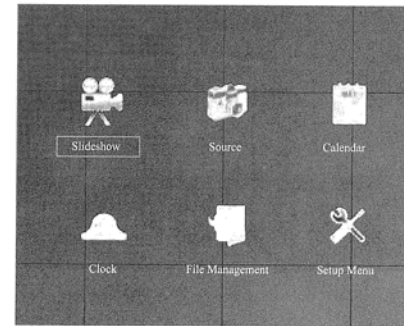 Slideshow
Source
Calendar
Clock
File Management
Setup Menu